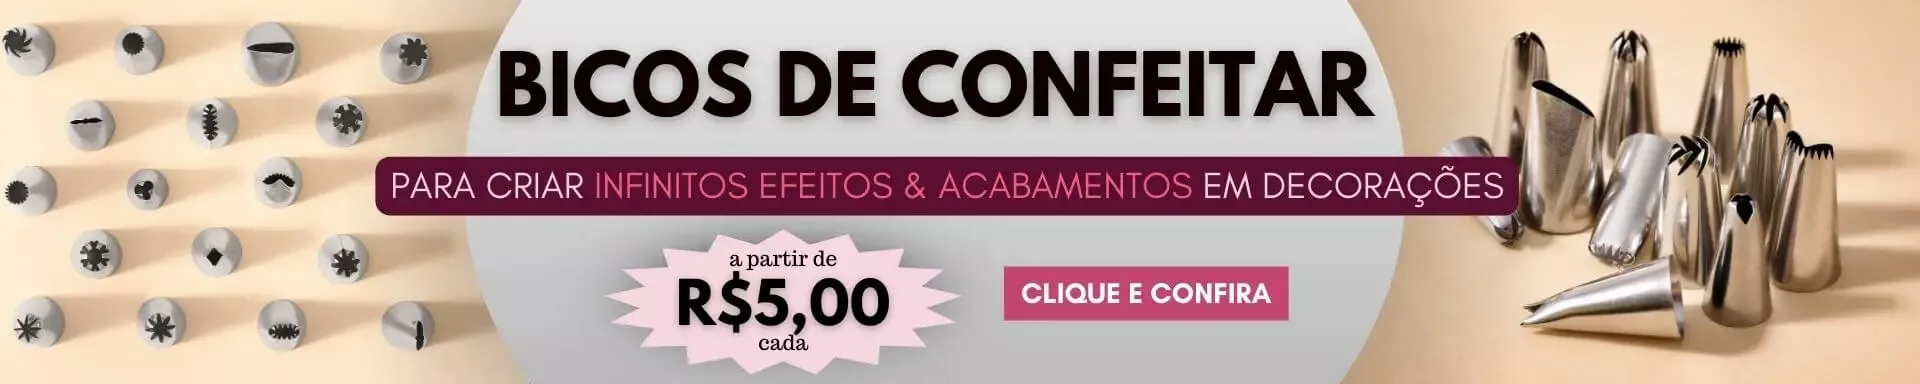 BICOS DE CONFEITAR
PARA CRIAR INFINITOS EFEITOS & ACABAMENTOS EM DECORAÇÕES
a partir de
R$5,00
cada
CLIQUE E CONFIRA